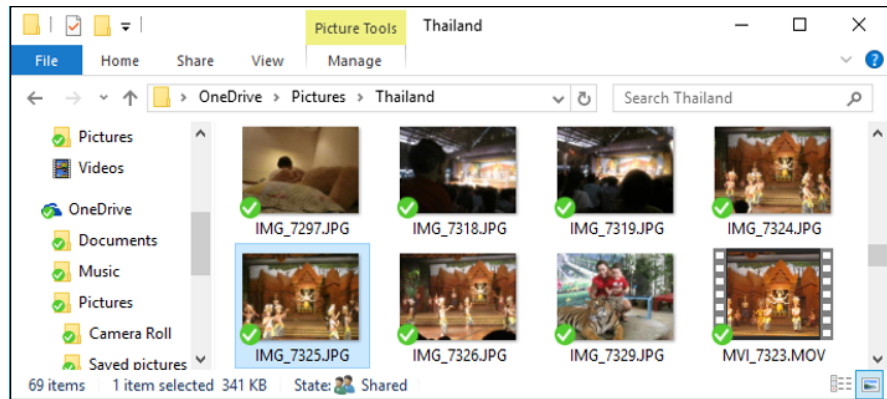 Picture Tools Thailand
File Home Share View Manage
OneDrive > Pictures > Thailand Search Thailand
Pictures
Videos
OneDrive
Documents
Music
Pictures
Camera Roll
Saved pictures
IMG_7297.JPG IMG_7318.JPG IMG_7319.JPG IMG_7324.JPG
IMG_7325.JPG IMG_7326.JPG IMG_7329.JPG MVI_7323.MOV
69 items 1 item selected 341 KB State: Shared